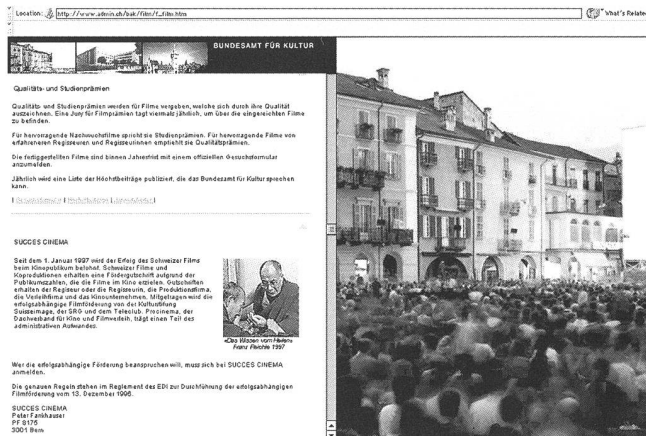 Location: http://www.admin.ch/bak/film/f_film.htm What's Related
BUNDESAMT FÜR KULTUR
Qualitäts- und Studienprämien
Qualitäts- und Studienprämien werden für Filme vergeben, welche sich durch ihre Qualität
auszeichnen. Eine Jury für Filmprämien tagt viermals jährlich, um über die eingereichten Filme
zu befinden.
Für hervorragende Nachwuchsfilme spricht sie Studienprämien. Für hervorragende Filme von
erfahreneren Regisseuren und Regisseurinnen empfiehlt sie Qualitätsprämien.
Die fertiggestellten Filme sind binnen Jahresfrist mit einem offiziellen Gesuchsformular
anzumelden.
Jährlich wird eine Liste der Höchstbeiträge publiziert, die das Bundesamt für Kultur sprechen
kann.
SUCCES CINEMA
Seit dem 1. Januar 1997 wird der Erfolg des Schweizer Films
beim Kinopublikum belohnt. Schweizer Filme und
Koproduktionen erhalten eine Födergutschrift aufgrund der
Publikumszahlen, die die Filme im Kino erzielen. Gutschriften
erhalten der Regisseur oder die Regisseurin, die Produktionsfirma,
die Verleihfirma und das Kinounternehmen. Mitgetragen wird die
erfolgsabhängige Filmförderung von der Kulturstiftung
Suissimage, der SRG und dem Teleclub. Procinema, der
Dachverband für Kino und Filmverleih, trägt einen Teil des
administrativen Aufwandes.
«Das Wissen vom Heilen»
Franz Reichle 1997
Wer die erfolgsabhängige Förderung beanspruchen will, muss sich bei SUCCES CINEMA
anmelden.
Die genauen Regeln stehen im Reglement des EDI zur Durchführung der erfolgsabhängigen
Filmförderung vom 13. Dezember 1996.
SUCCES CINEMA
Peter Fankhauser
PF 8175
3001 Bern